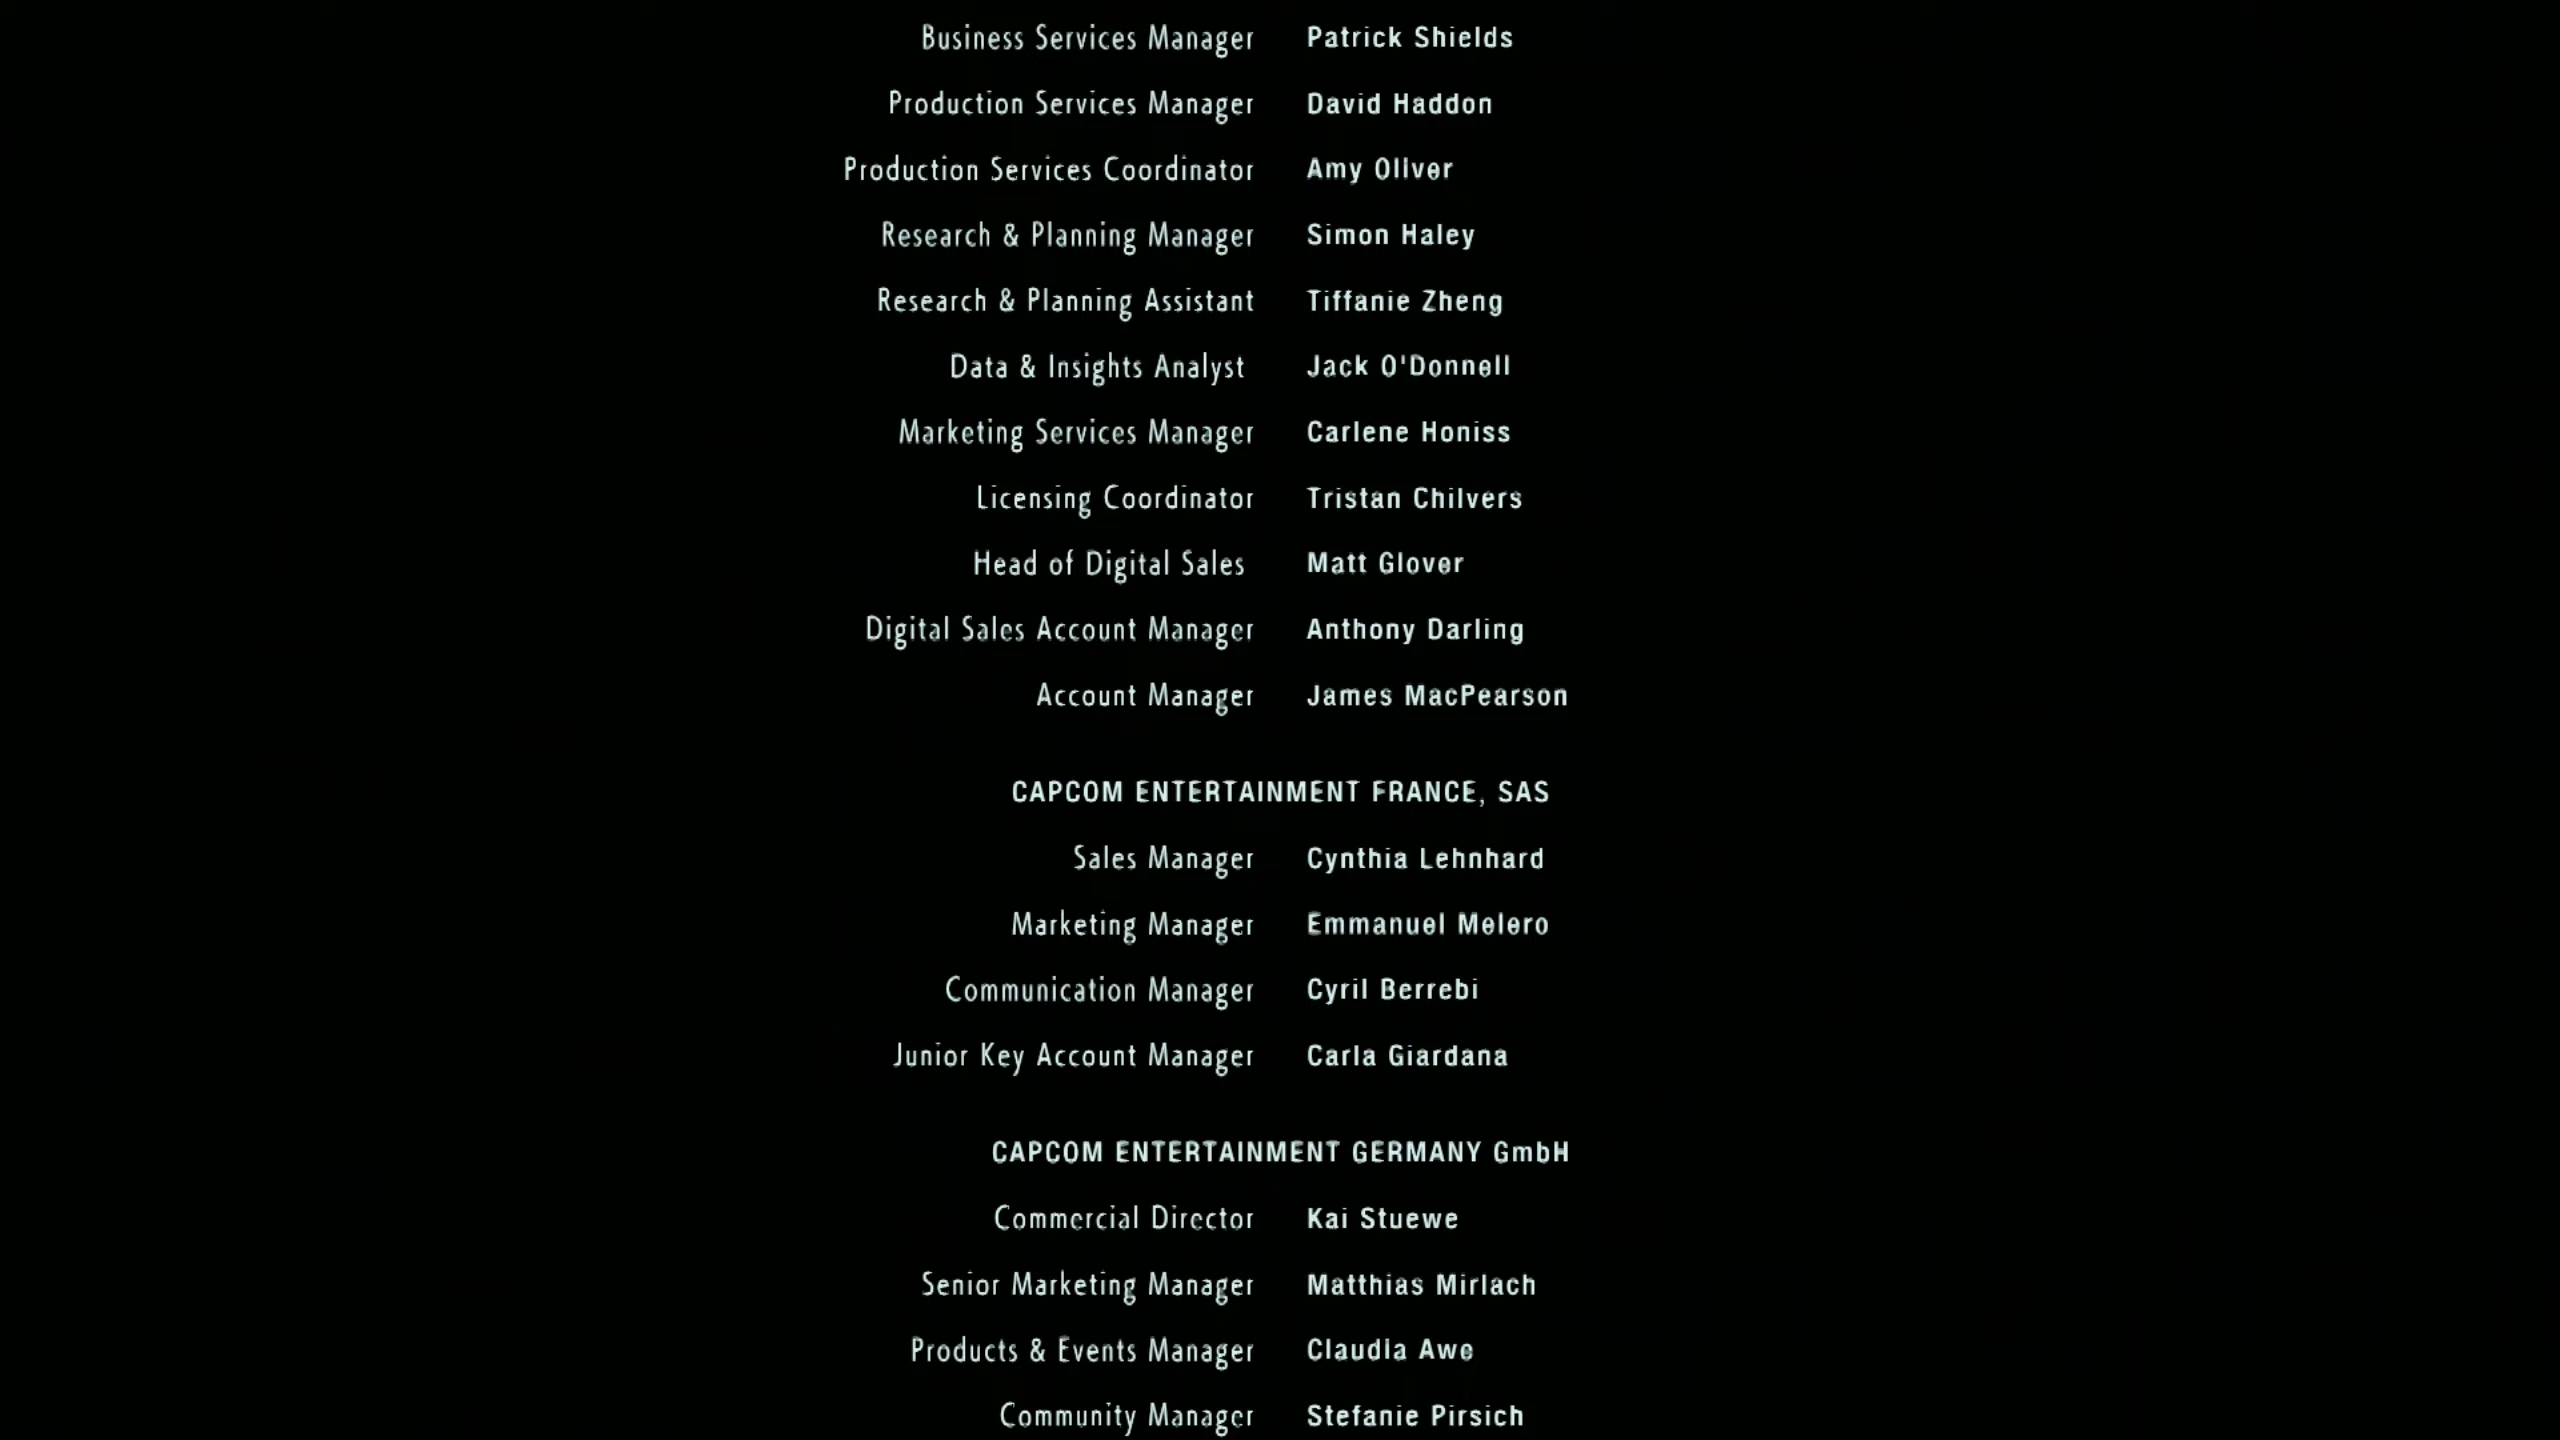 Business Services Manager Patrick Shields
Production Services Manager David Haddon
Production Services Coordinator Amy Oliver
Research & Planning Manager Simon Haley
Research & Planning Assistant Tiffanie Zheng
Data & Insights Analyst Jack O'Donnell
Marketing Services Manager Carlene Honiss
Licensing Coordinator Tristan Chilvers
Head of Digital Sales Matt Glover
Digital Sales Account Manager Anthony Darling
Account Manager James MacPearson
CAPCOM ENTERTAINMENT FRANCE, SAS
Sales Manager Cynthia Lehnhard
Marketing Manager Emmanuel Melero
Communication Manager Cyril Berrebi
Junior Key Account Manager Carla Giardana
CAPCOM ENTERTAINMENT GERMANY GmbH
Commercial Director Kai Stuewe
Senior Marketing Manager Matthias Mirlach
Products & Events Manager Claudia Awe
Community Manager Stefanie Pirsich